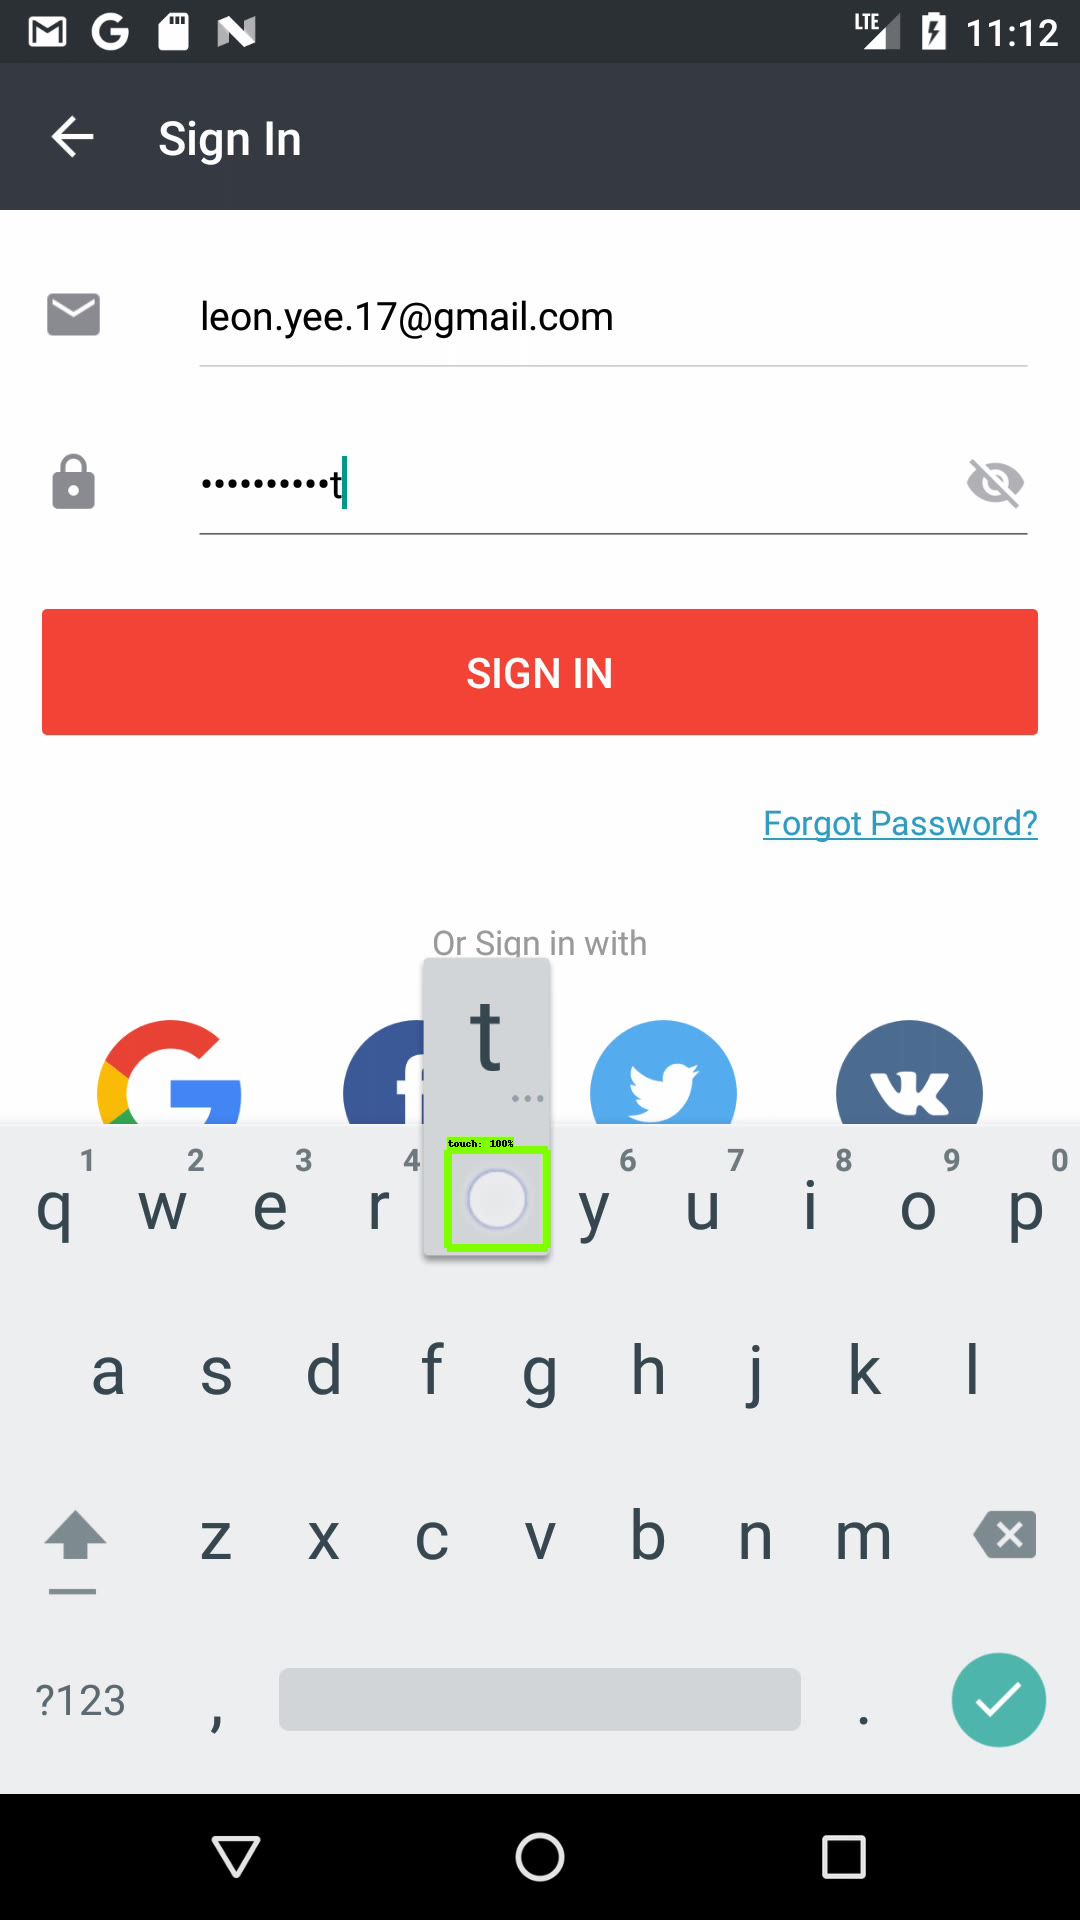 LTE 11:12
Sign In
leon.yee.17@gmail.com
••••••••••t
SIGN IN
Forgot Password?
Or Sign in with
t
...
touch: 100%
1 2 3 4 6 7 8 9 0
q w e r y u i o p
a s d f g h j k l
z x c v b n m
?123 , .